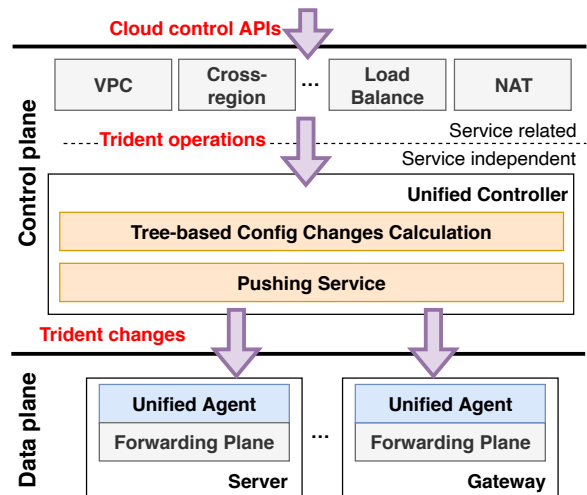 Cloud control APIs
VPC
Cross-
region
...
Load
Balance
NAT
Control plane
Trident operations
Service related
Service independent
Unified Controller
Tree-based Config Changes Calculation
Pushing Service
Trident changes
Data plane
Unified Agent
Forwarding Plane
Server
...
Unified Agent
Forwarding Plane
Gateway